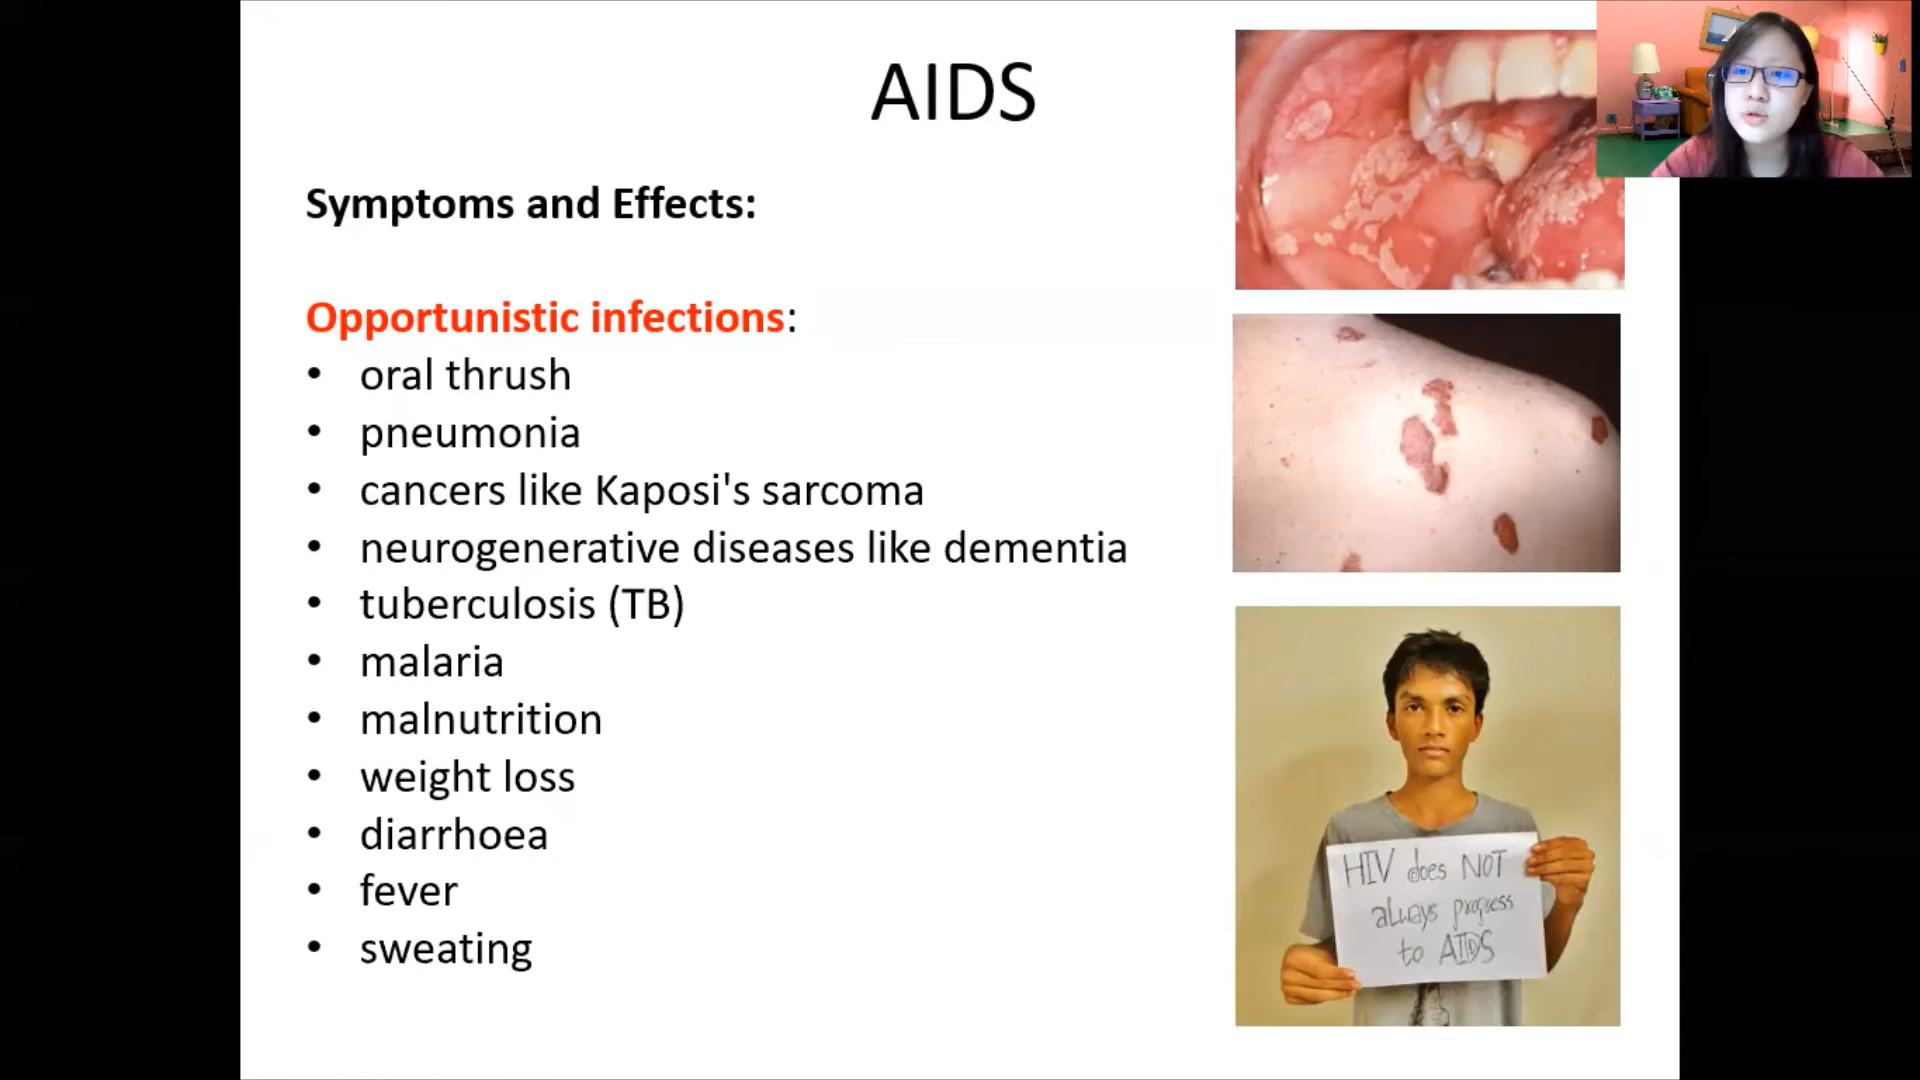 AIDS
Symptoms and Effects:
Opportunistic infections:
• oral thrush
• pneumonia
• cancers like Kaposi's sarcoma
• neurogenerative diseases like dementia
• tuberculosis (TB)
• malaria
• malnutrition
• weight loss
• diarrhoea
• fever
• sweating
HIV does NOT
always progress
to AIDS